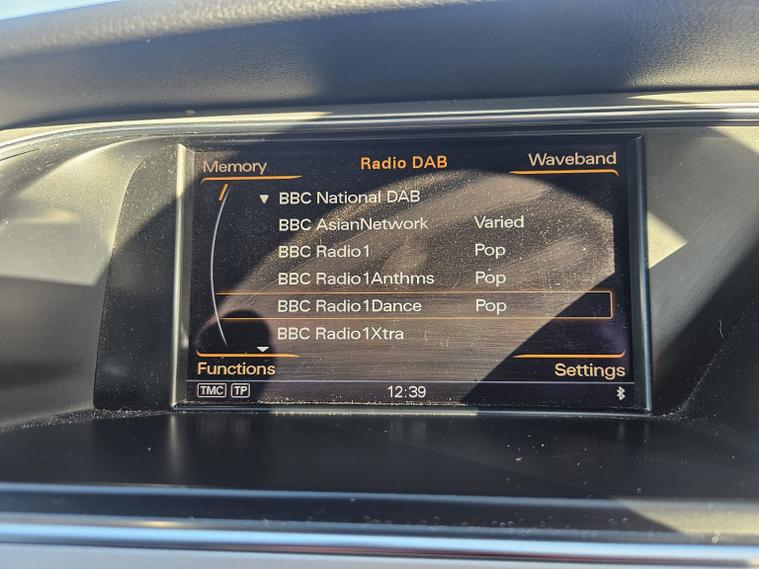 Memory Radio DAB Waveband
BBC National DAB
BBC AsianNetwork Varied
BBC Radio1 Pop
BBC Radio1Anthms Pop
BBC Radio1Dance Pop
BBC Radio1Xtra
Functions Settings
TMC TP 12:39